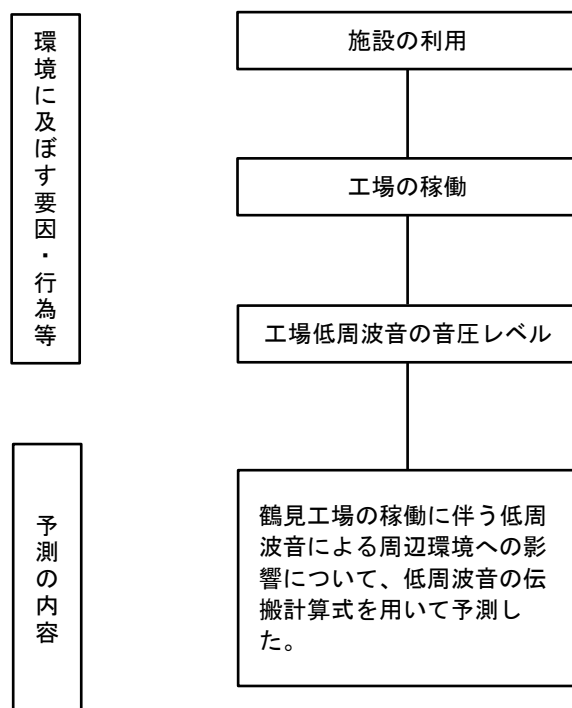 環境に及ぼす要因・行為等
施設の利用
工場の稼働
工場低周波音の音圧レベル
予測の内容
鶴見工場の稼働に伴う低周
波音による周辺環境への影
響について、低周波音の伝
搬計算式を用いて予測し
た。